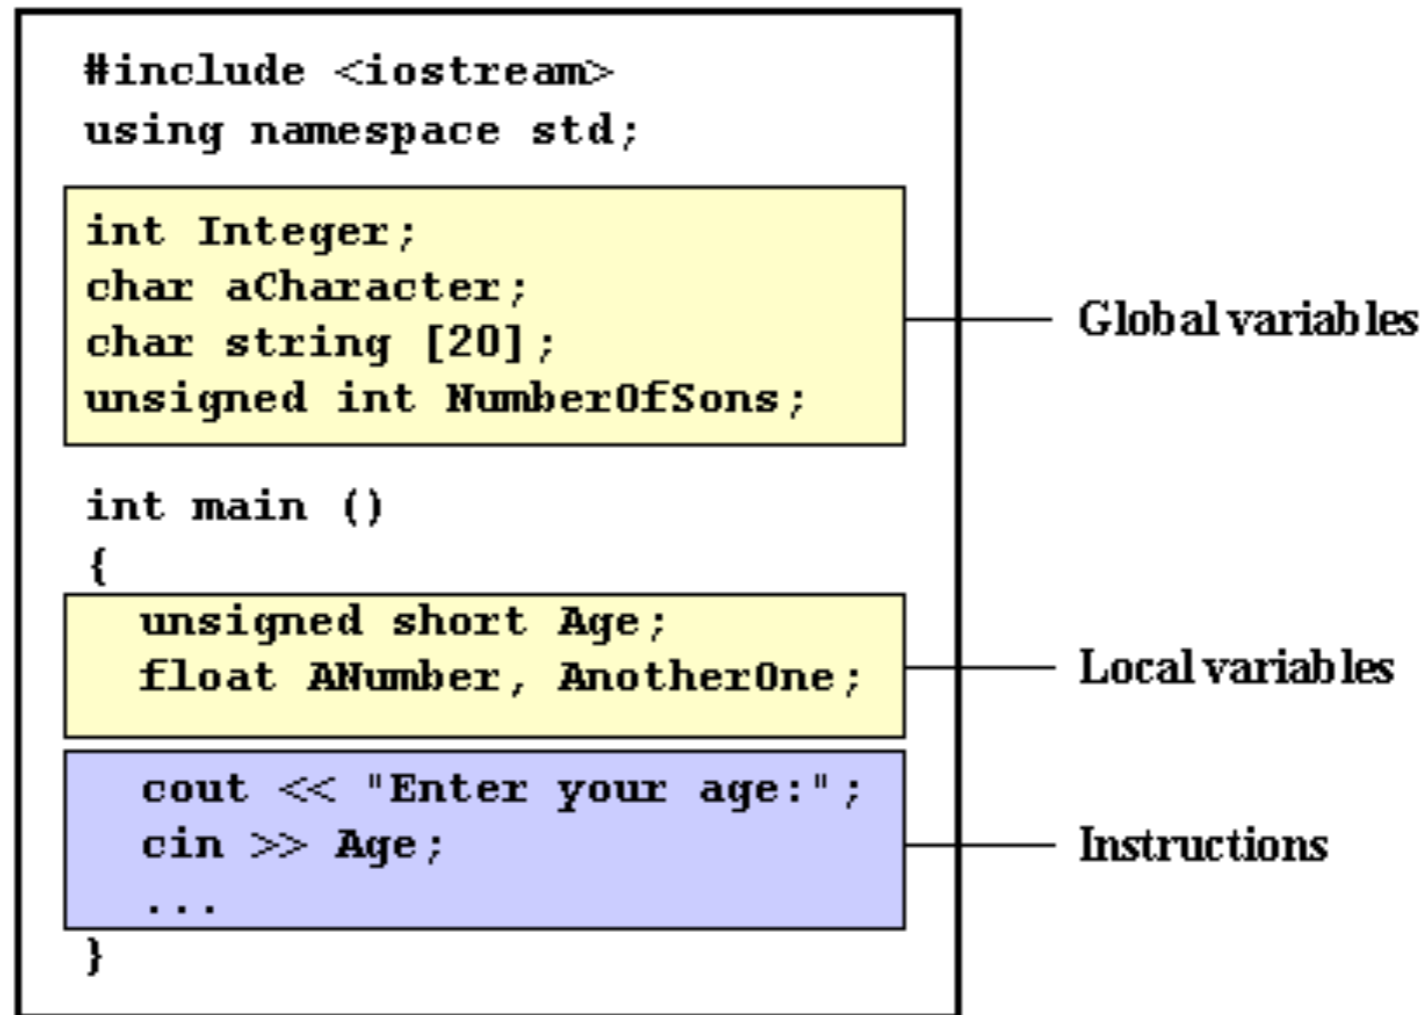 #include <iostream>
using namespace std;
int Integer;
char aCharacter;
char string [20];
unsigned int NumberOfSons;
Global variables
int main ()
{
unsigned short Age;
float ANumber, AnotherOne;
Local variables
cout << "Enter your age:";
cin >> Age;
...
Instructions
}